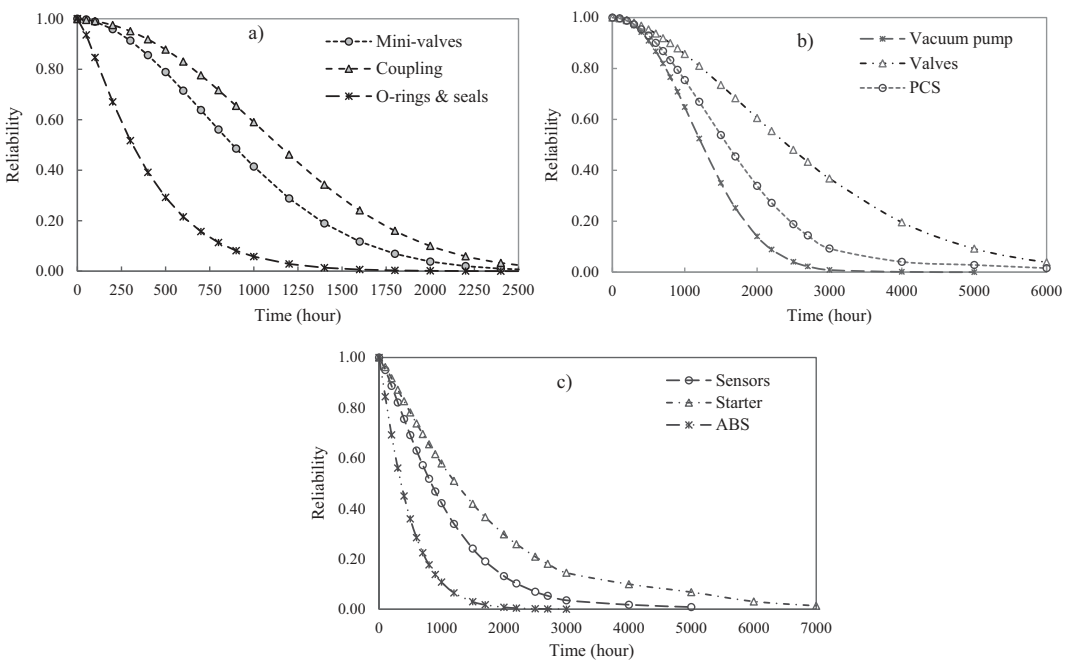 a)
Mini-valves
Coupling
O-rings & seals
1.00
0.80
0.60
0.40
0.20
0.00
Reliability
0 250 500 750 1000 1250 1500 1750 2000 2250 2500
Time (hour)
b)
Vacuum pump
Valves
PCS
1.00
0.80
0.60
0.40
0.20
0.00
Reliability
0 1000 2000 3000 4000 5000 6000
Time (hour)
c)
Sensors
Starter
ABS
1.00
0.80
0.60
0.40
0.20
0.00
Reliability
0 1000 2000 3000 4000 5000 6000 7000
Time (hour)